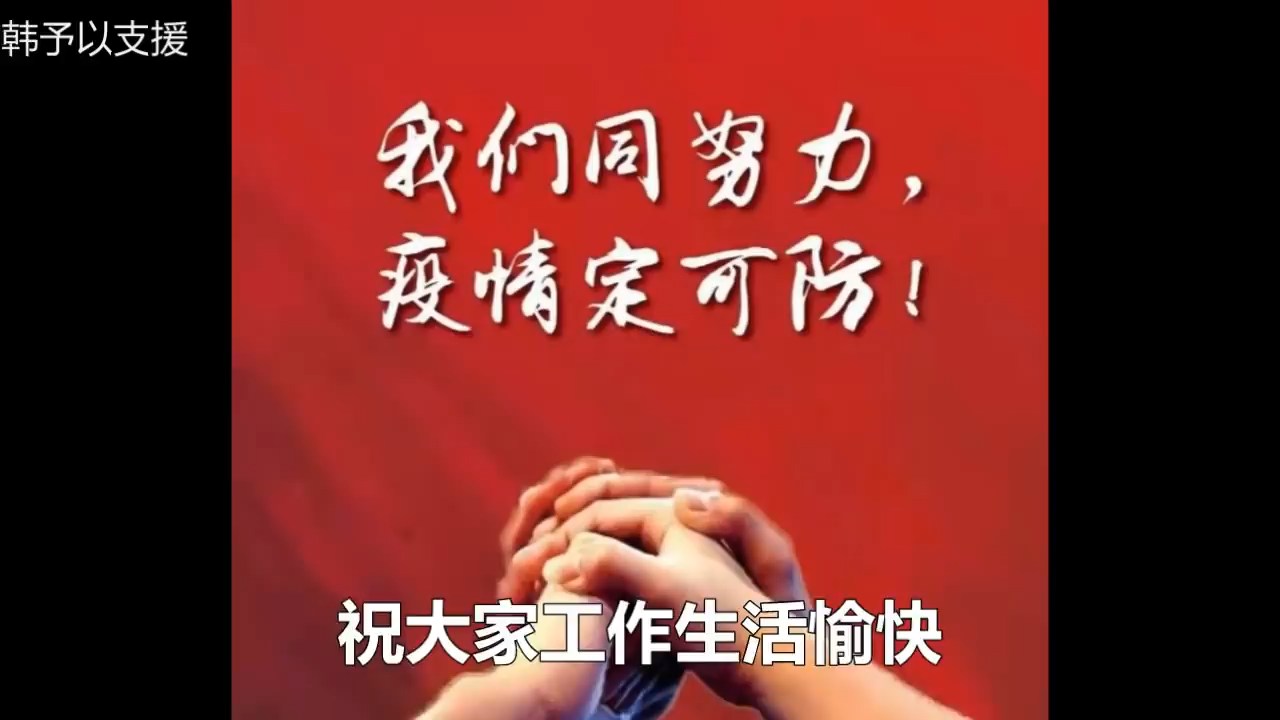 韩予以支援
我们同努力，
疫情定可防！
祝大家工作生活愉快